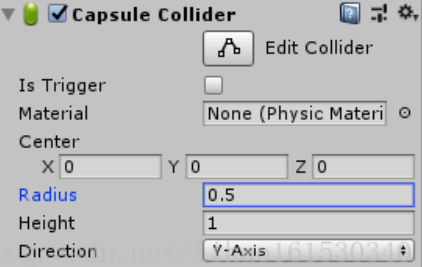 Capsule Collider
Edit Collider
Is Trigger
Material None (Physic Materi
Center
X 0 Y 0 Z 0
Radius 0.5
Height 1
Direction Y-Axis